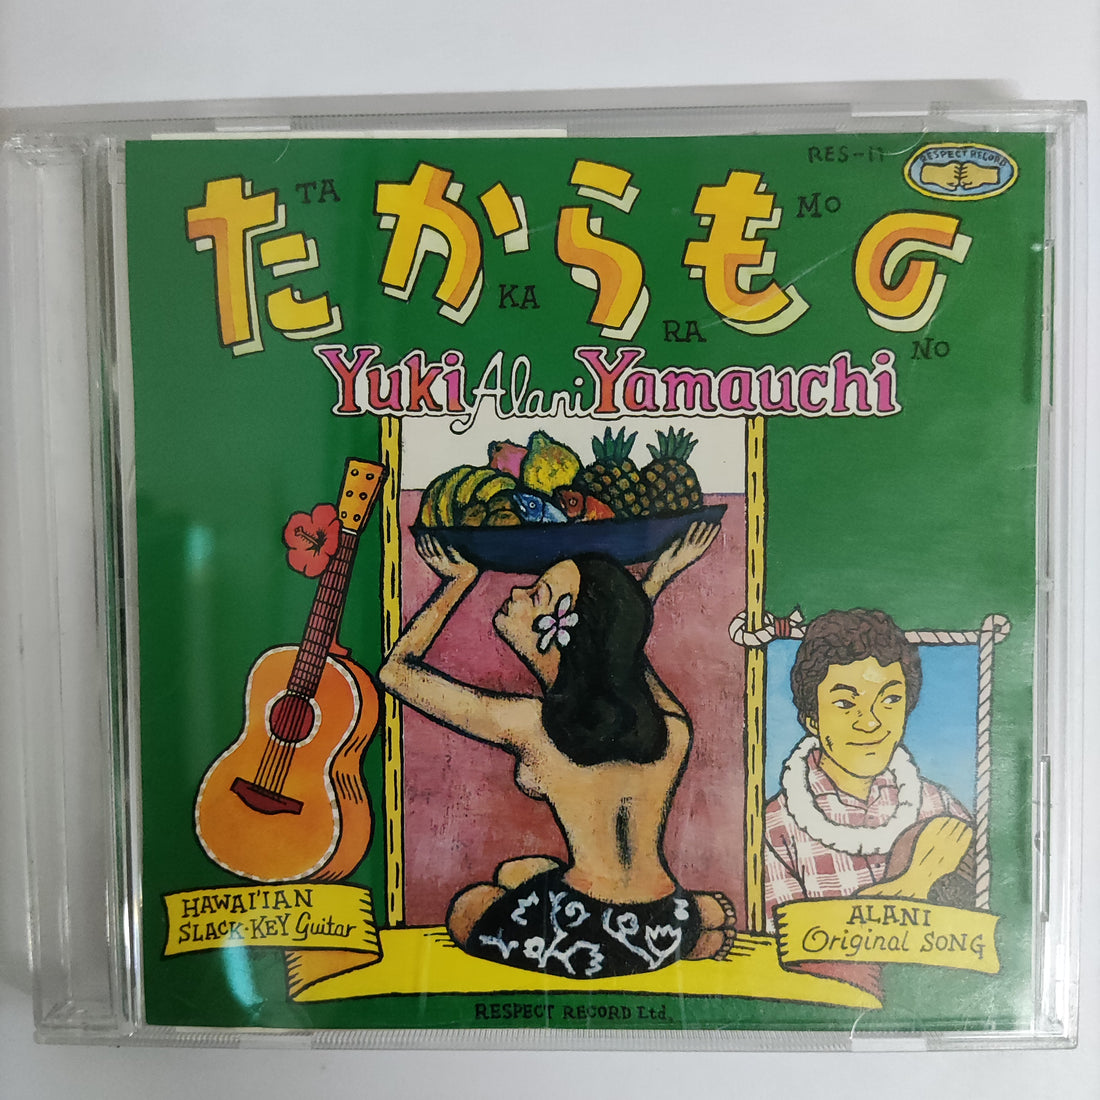 RES-11
RESPECT RECORD
たからもの
TA KA RA MO NO
Yuki Alani Yamauchi
HAWAI'IAN
SLACK-KEY Guitar
ALANI
Original SONG
RESPECT RECORD Ltd.